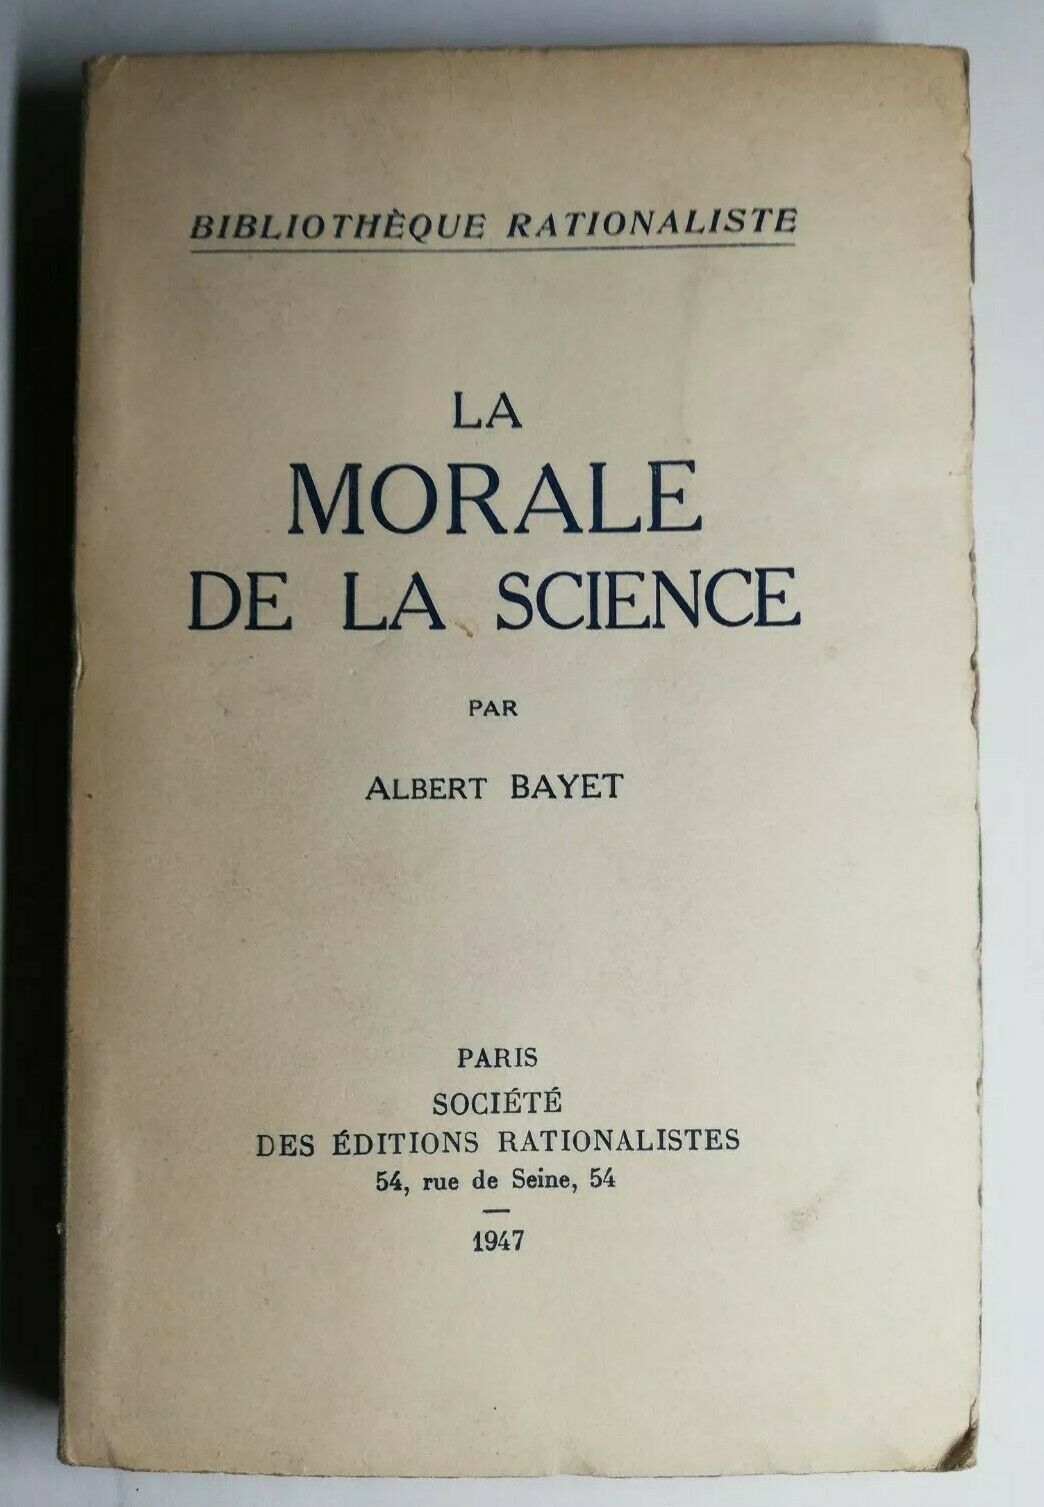 BIBLIOTHÈQUE RATIONALISTE
LA
MORALE
DE LA SCIENCE
PAR
ALBERT BAYET
PARIS
SOCIÉTÉ
DES ÉDITIONS RATIONALISTES
54, rue de Seine, 54
1947